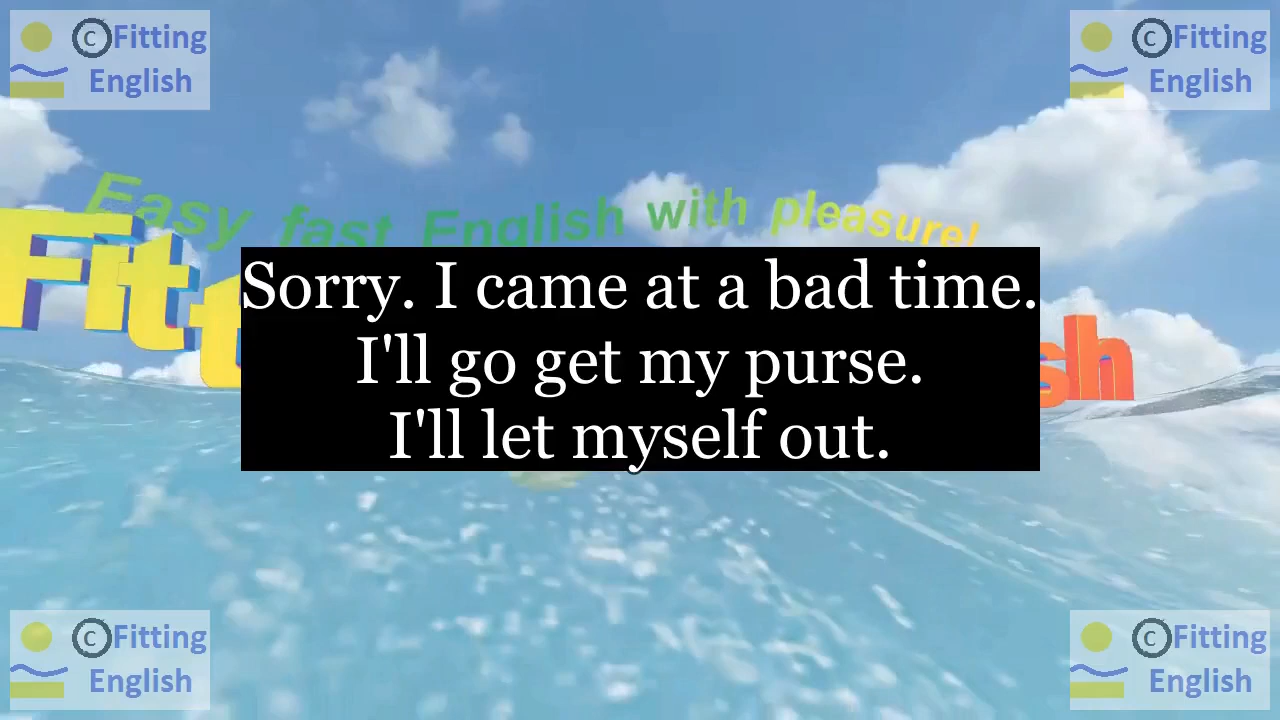 ©Fitting
English
©Fitting
English
Easy fast English with pleasure!
Sorry. I came at a bad time.
I'll go get my purse.
I'll let myself out.
©Fitting
English
©Fitting
English